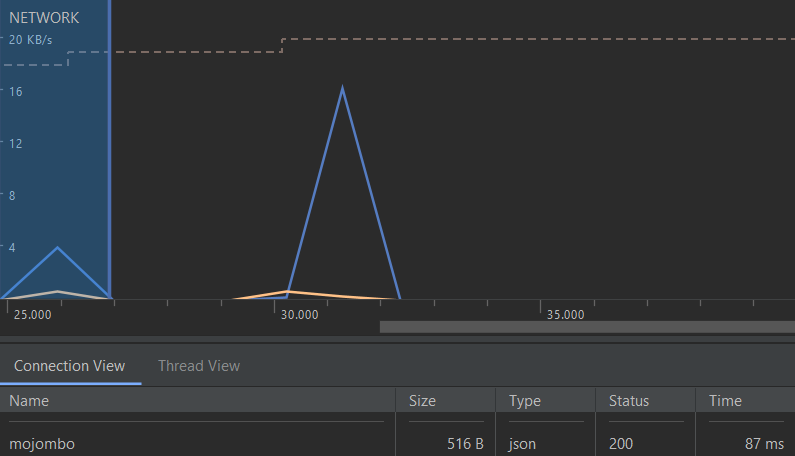 NETWORK
20 KB/s
16
12
8
4
25.000 30.000 35.000
Connection View Thread View
Name Size Type Status Time
mojombo 516 B json 200 87 ms